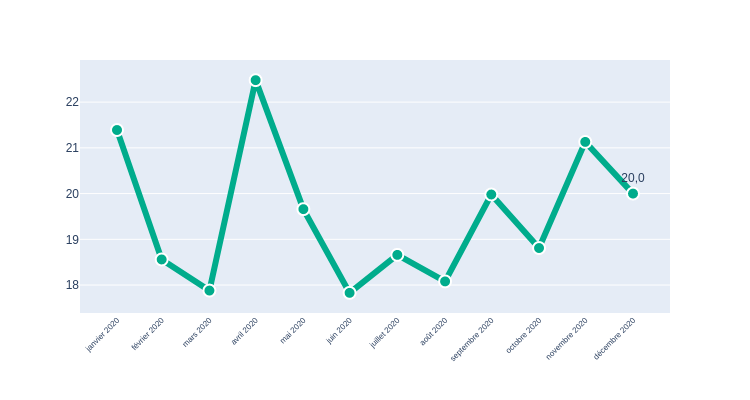 22
21
20
19
18
20,0
janvier 2020
février 2020
mars 2020
avril 2020
mai 2020
juin 2020
juillet 2020
août 2020
septembre 2020
octobre 2020
novembre 2020
décembre 2020